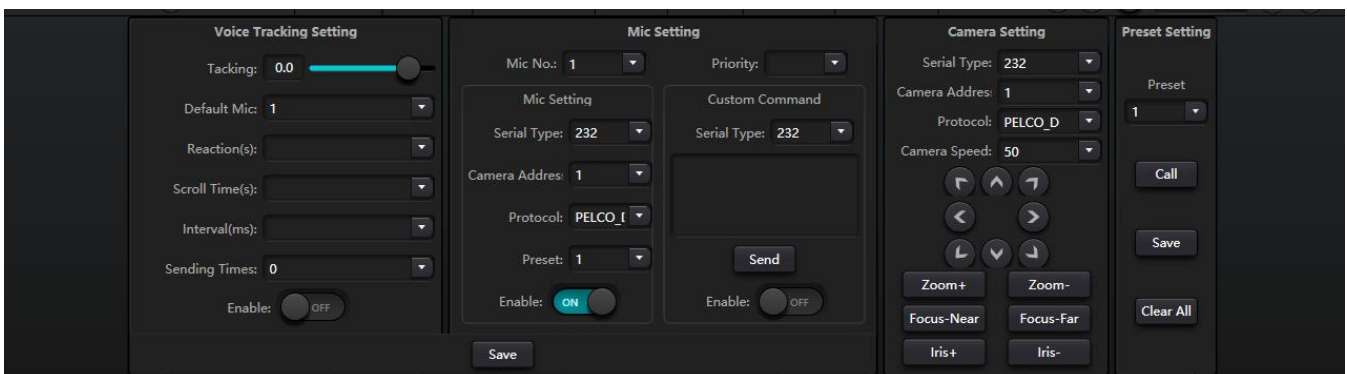 Voice Tracking Setting
Tacking: 0.0
Default Mic: 1
Reaction(s):
Scroll Time(s):
Interval(ms):
Sending Times: 0
Enable: OFF
Mic Setting
Mic No.: 1
Priority:
Mic Setting
Serial Type: 232
Camera Addres: 1
Protocol: PELCO_D
Preset: 1
Enable: ON
Custom Command
Serial Type: 232
Send
Enable: OFF
Save
Camera Setting
Serial Type: 232
Camera Addres: 1
Protocol: PELCO_D
Camera Speed: 50
Zoom+ Zoom-
Focus-Near Focus-Far
Iris+ Iris-
Preset Setting
Preset
1
Call
Save
Clear All